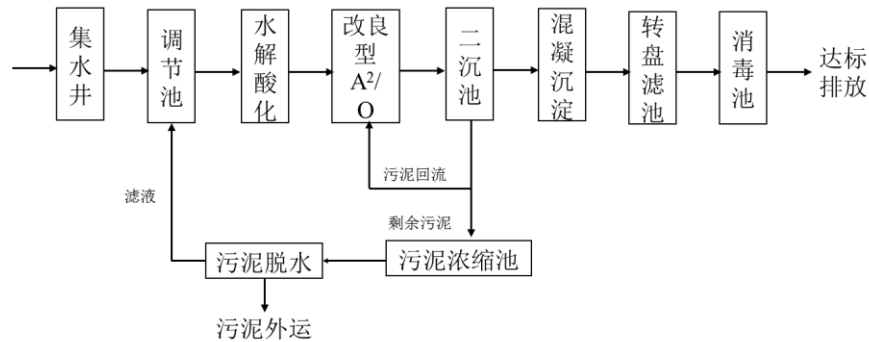 集水井
调节池
水解酸化
改良型
A²/
O
二沉池
混凝沉淀
转盘滤池
消毒池
达标
排放
污泥回流
滤液
剩余污泥
污泥脱水
污泥浓缩池
污泥外运